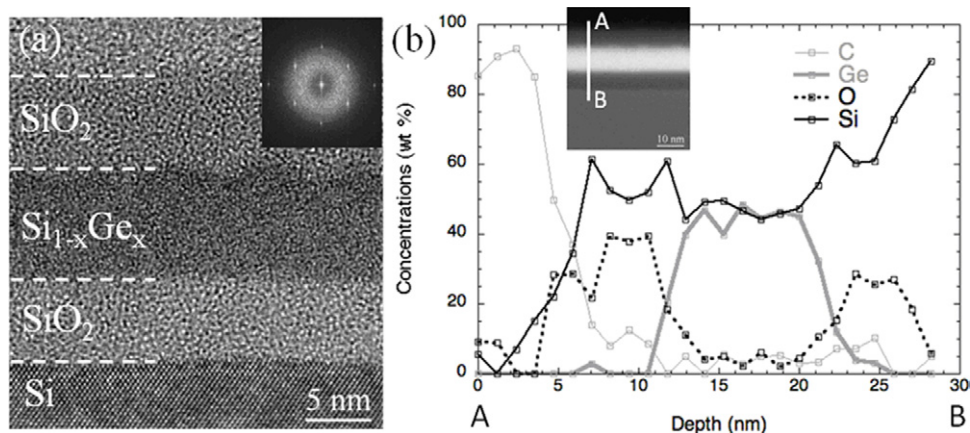 (a)
SiO2
Si1-xGex
SiO2
Si
5 nm
(b)
Concentrations (wt %)
100
80
60
40
20
0
A
B
10 nm
C
Ge
O
Si
0 5 10 15 20 25 30
A Depth (nm) B